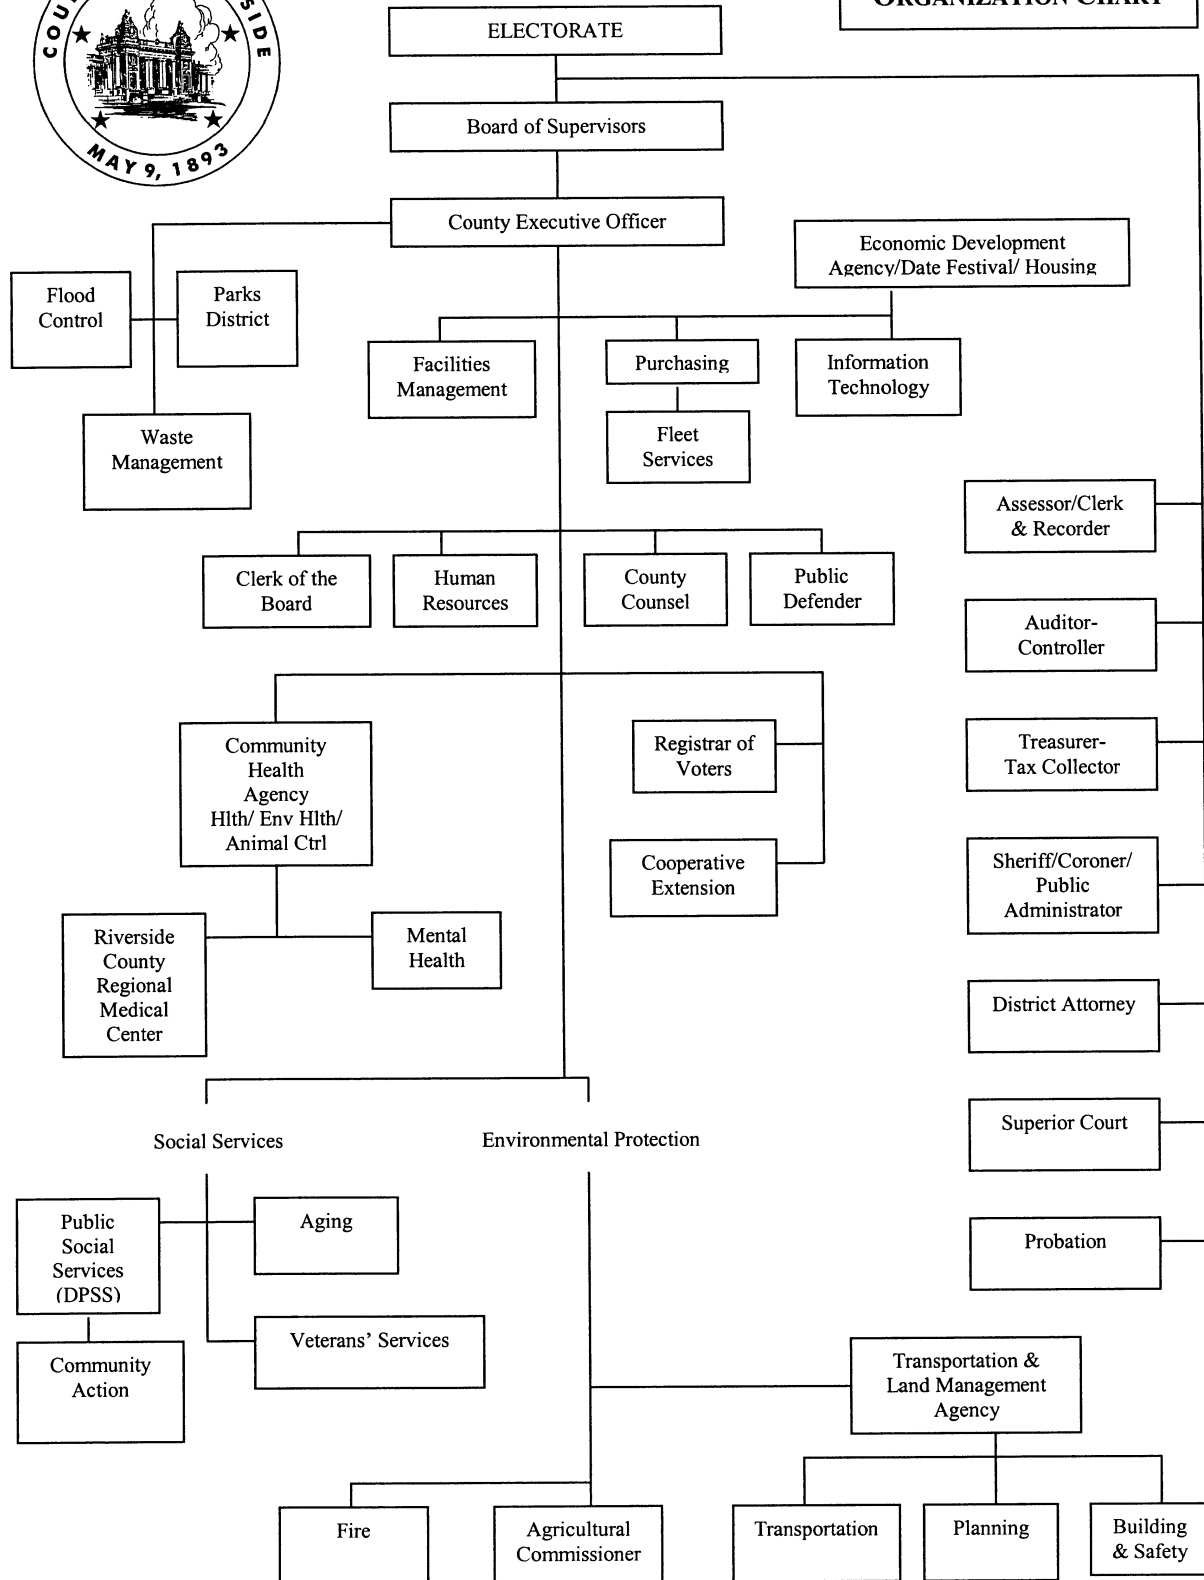 COU
SIDE
MAY 9, 1893
ORGANIZATION CHART
ELECTORATE
Board of Supervisors
County Executive Officer
Economic Development
Agency/Date Festival/ Housing
Flood
Control
Parks
District
Waste
Management
Facilities
Management
Purchasing
Information
Technology
Fleet
Services
Assessor/Clerk
& Recorder
Clerk of the
Board
Human
Resources
County
Counsel
Public
Defender
Auditor-
Controller
Community
Health
Agency
Hlth/ Env Hlth/
Animal Ctrl
Registrar of
Voters
Treasurer-
Tax Collector
Cooperative
Extension
Sheriff/Coroner/
Public
Administrator
Riverside
County
Regional
Medical
Center
Mental
Health
District Attorney
Superior Court
Social Services
Environmental Protection
Public
Social
Services
(DPSS)
Aging
Probation
Veterans' Services
Community
Action
Transportation &
Land Management
Agency
Fire
Agricultural
Commissioner
Transportation
Planning
Building
& Safety